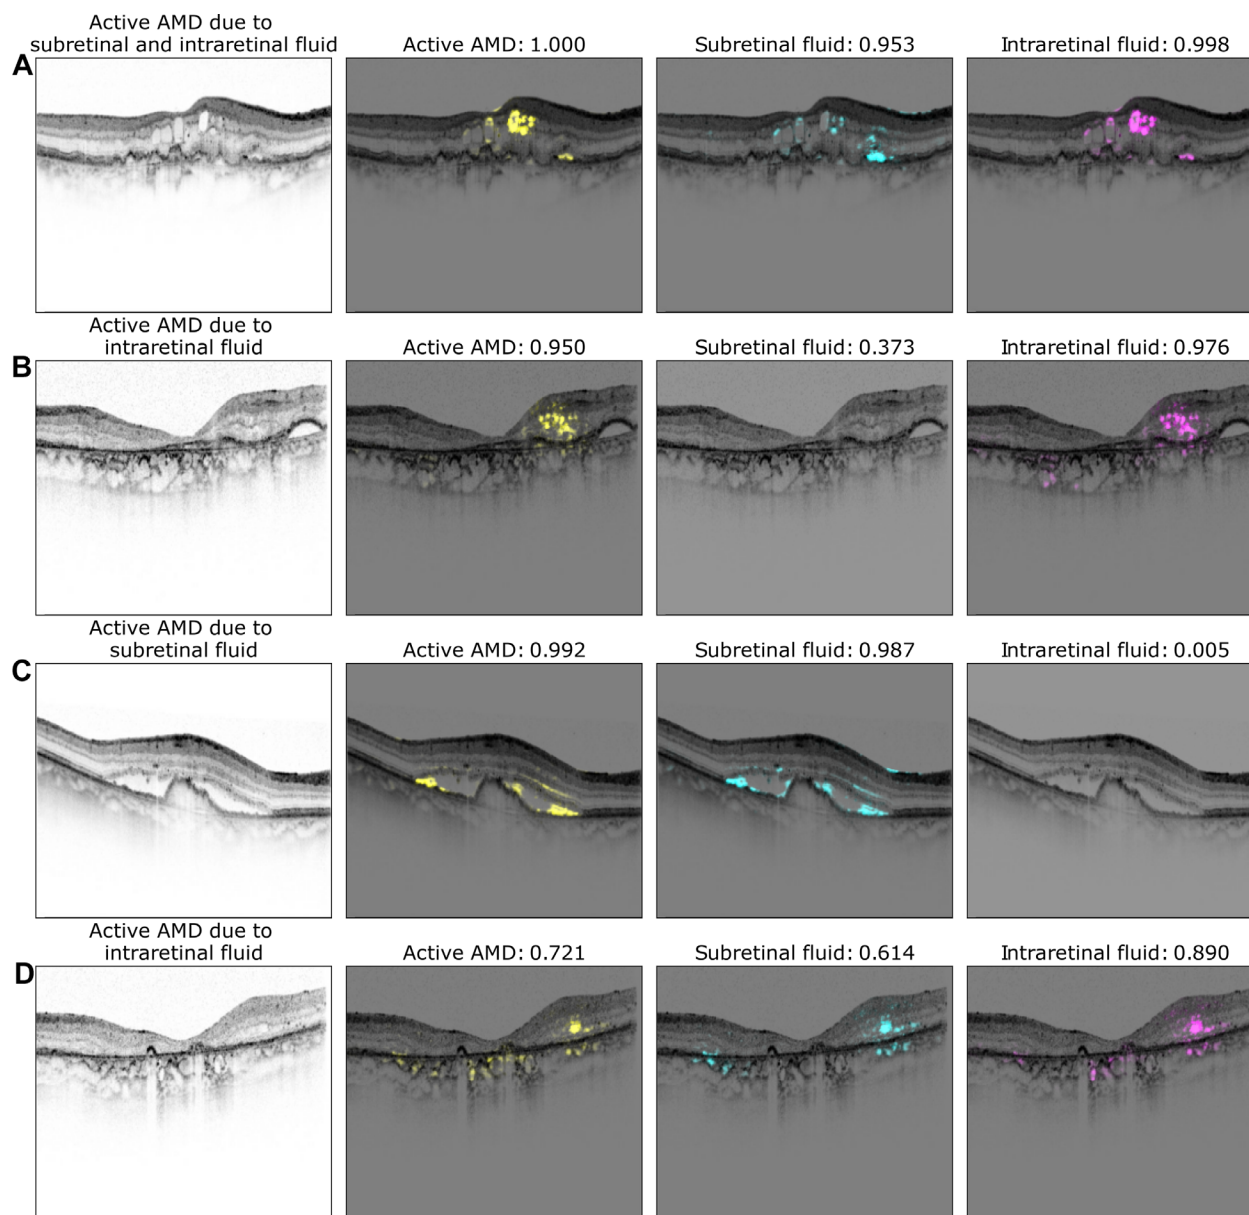 Active AMD due to
subretinal and intraretinal fluid
Active AMD: 1.000
Subretinal fluid: 0.953
Intraretinal fluid: 0.998
A
Active AMD due to
intraretinal fluid
Active AMD: 0.950
Subretinal fluid: 0.373
Intraretinal fluid: 0.976
B
Active AMD due to
subretinal fluid
Active AMD: 0.992
Subretinal fluid: 0.987
Intraretinal fluid: 0.005
C
Active AMD due to
intraretinal fluid
Active AMD: 0.721
Subretinal fluid: 0.614
Intraretinal fluid: 0.890
D